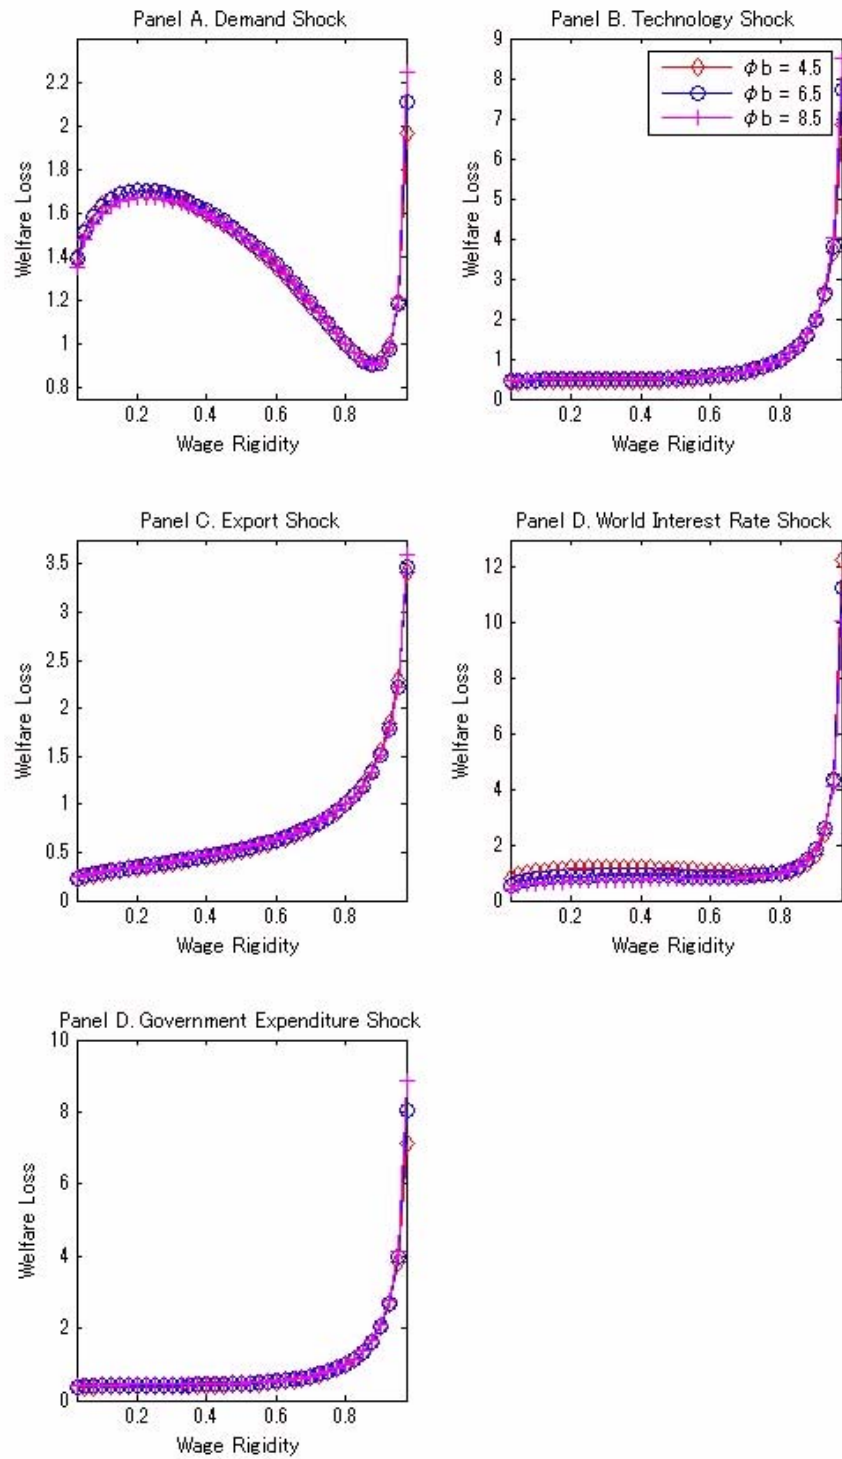 Panel A. Demand Shock
2.2
2
1.8
1.6
1.4
1.2
1
0.8
0.2 0.4 0.6 0.8
Welfare Loss
Wage Rigidity
Panel B. Technology Shock
9
8
7
6
5
4
3
2
1
0
0.2 0.4 0.6 0.8
Welfare Loss
Wage Rigidity
ϕb = 4.5
ϕb = 6.5
ϕb = 8.5
Panel C. Export Shock
3.5
3
2.5
2
1.5
1
0.5
0
0.2 0.4 0.6 0.8
Welfare Loss
Wage Rigidity
Panel D. World Interest Rate Shock
12
10
8
6
4
2
0
0.2 0.4 0.6 0.8
Welfare Loss
Wage Rigidity
Panel D. Government Expenditure Shock
10
8
6
4
2
0
0.2 0.4 0.6 0.8
Welfare Loss
Wage Rigidity